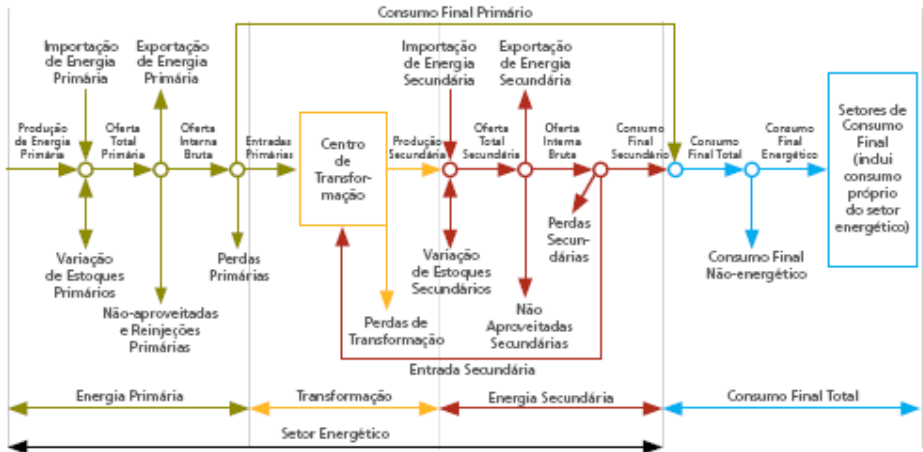 Consumo Final Primário
Importação
de Energia
Primária
Exportação
de Energia
Primária
Importação
de Energia
Secundária
Exportação
de Energia
Secundária
Produção
de Energia
Primária
Oferta
Total
Primária
Oferta
Interna
Bruta
Entradas
Primárias
Centro
de
Transfor-
mação
Produção
Secundária
Oferta
Total
Secundária
Oferta
Interna
Bruta
Consumo
Final
Secundário
Consumo
Final Total
Consumo
Final
Energético
Setores de
Consumo
Final
(inclui
consumo
próprio
do setor
energético)
Variação
de Estoques
Primários
Perdas
Primárias
Não-aproveitadas
e Reinjeções
Primárias
Perdas de
Transformação
Variação
de Estoques
Secundários
Perdas
Secun-
dárias
Não
Aproveitadas
Secundárias
Consumo Final
Não-energético
Entrada Secundária
Energia Primária
Transformação
Energia Secundária
Consumo Final Total
Setor Energético